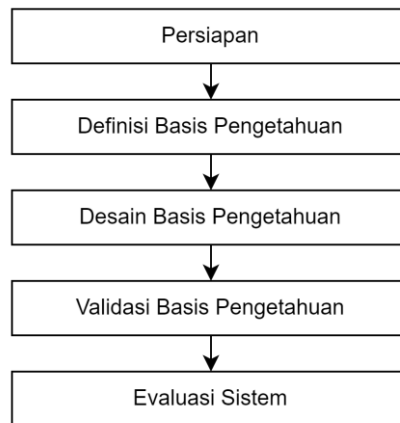 Persiapan
Definisi Basis Pengetahuan
Desain Basis Pengetahuan
Validasi Basis Pengetahuan
Evaluasi Sistem